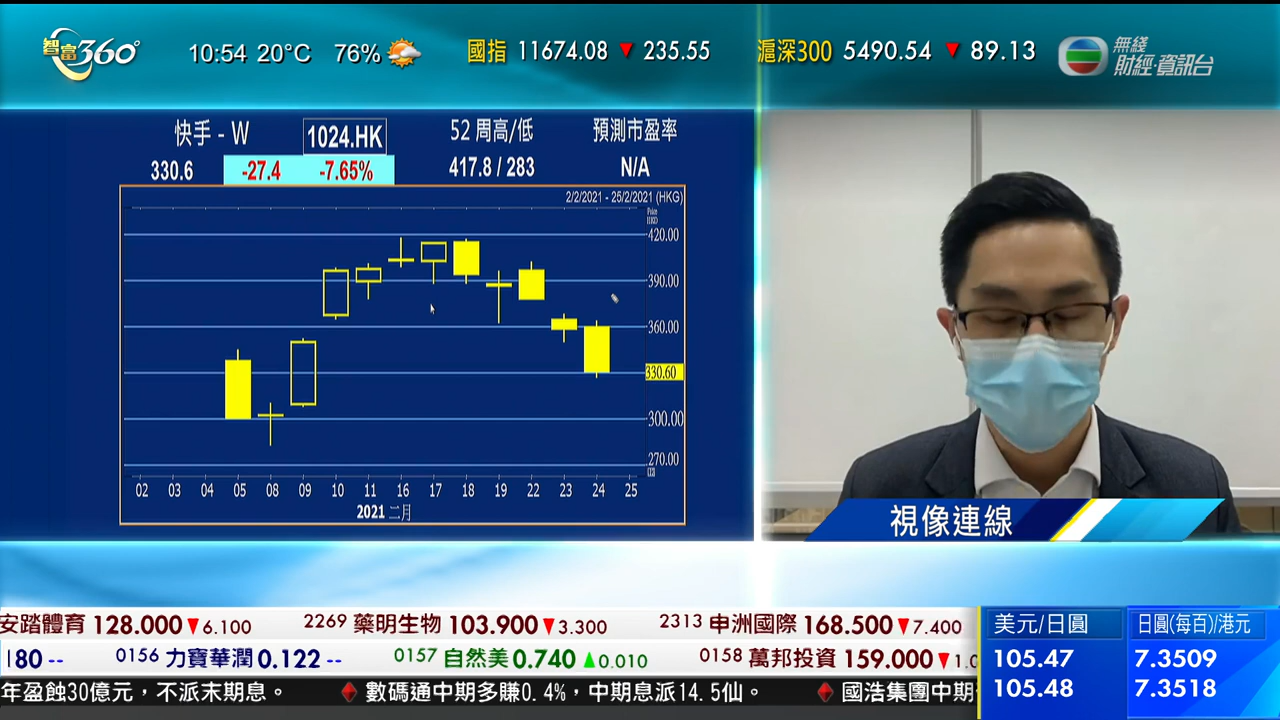 智富360°
10:54 20°C 76%
國指 11674.08 ▼ 235.55
滬深300 5490.54 ▼ 89.13
無綫
財經·資訊台
快手 - W 1024.HK 52 周高/低 預測市盈率
330.6 -27.4 -7.65% 417.8 / 283 N/A
2/2/2021 - 25/2/2021 (HKG)
Price
HKD
420.00
390.00
360.00
330.60
300.00
270.00
02 03 04 05 08 09 10 11 16 17 18 19 22 23 24 25
2021 二月
視像連線
安踏體育 128.000 ▼ 6.100 2269 藥明生物 103.900 ▼ 3.300 2313 申洲國際 168.500 ▼ 7.400
180 -- 0156 力寶華潤 0.122 -- 0157 自然美 0.740 ▲ 0.010 0158 萬邦投資 159.000 ▼ 1.0
年盈蝕30億元，不派末期息。 ♦ 數碼通中期多賺0.4%，中期息派14.5仙。 ♦ 國浩集團中期
美元/日圓
105.47
105.48
日圓(每百)/港元
7.3509
7.3518